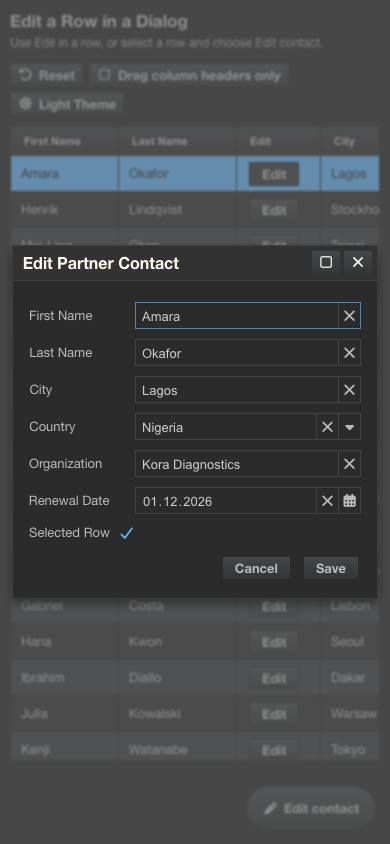 Edit a Row in a Dialog
Use Edit in a row, or select a row and choose Edit contact.
Reset Drag column headers only
Light Theme
First Name Last Name Edit City
Amara Okafor Edit Lagos
Henrik Lindqvist Edit Stockho
Edit Partner Contact
First Name Amara
Last Name Okafor
City Lagos
Country Nigeria
Organization Kora Diagnostics
Renewal Date 01.12.2026
Selected Row
Cancel Save
Gabriel Costa Edit Lisbon
Hana Kwon Edit Seoul
Ibrahim Diallo Edit Dakar
Julia Kowalski Edit Warsaw
Kenji Watanabe Edit Tokyo
Edit contact